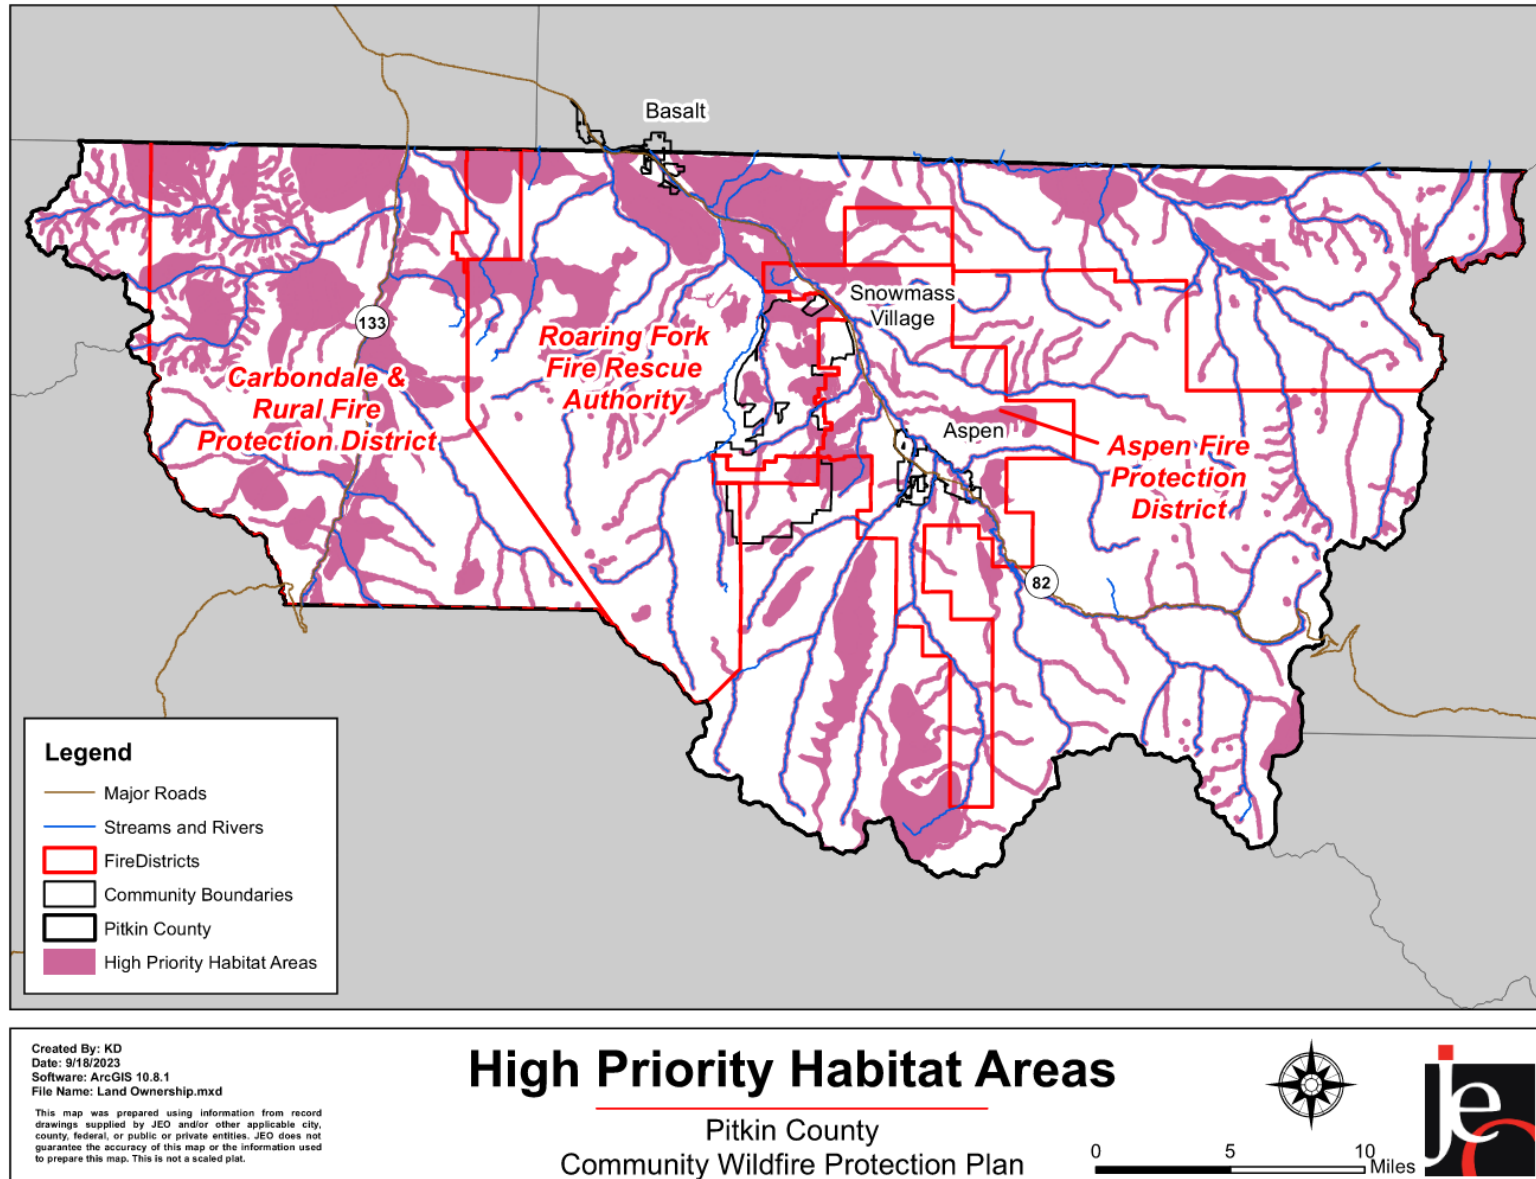 Basalt
Snowmass
Village
133
Roaring Fork
Fire Rescue
Authority
Carbondale &
Rural Fire
Protection District
Aspen
Aspen Fire
Protection
District
82
Legend
Major Roads
Streams and Rivers
FireDistricts
Community Boundaries
Pitkin County
High Priority Habitat Areas
Created By: KD
Date: 9/18/2023
Software: ArcGIS 10.8.1
File Name: Land Ownership.mxd
This map was prepared using information from record
drawings supplied by JEO and/or other applicable city,
county, federal, or public or private entities. JEO does not
guarantee the accuracy of this map or the information used
to prepare this map. This is not a scaled plat.
High Priority Habitat Areas
Pitkin County
Community Wildfire Protection Plan
0 5 10 Miles
jeo